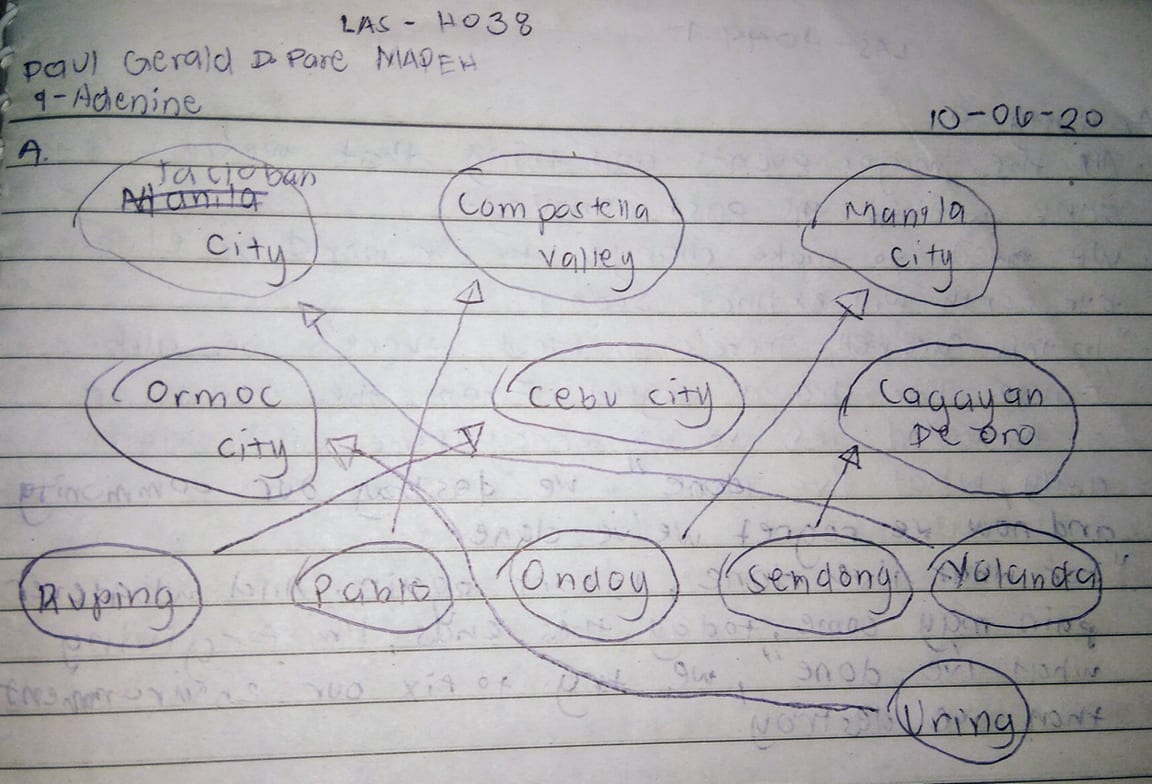 LAS - HO38
Paul Gerald D. Pare MAPEH
9-Adenine
10-06-20
A.
Tacloban
Manila
City
Compostella
Valley
Manila
City
Ormoc
City
Cebu City
Cagayan
De Oro
Ruping
Pablo
Ondoy
Sendong
Yolanda
Uring